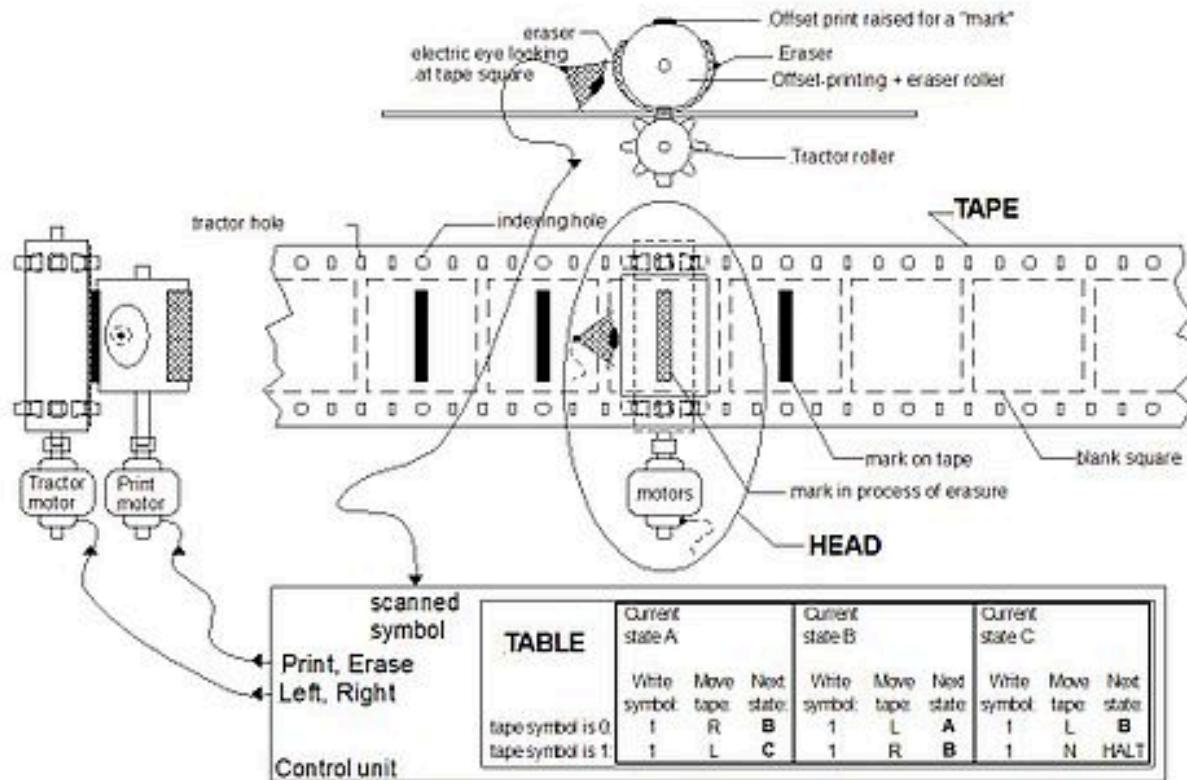 Offset print raised for a "mark"
eraser
electric eye looking
at tape square
Eraser
Offset-printing + eraser roller
Tractor roller
tractor hole
indexing hole
TAPE
Tractor
motor
Print
motor
motors
mark on tape
blank square
mark in process of erasure
HEAD
scanned
symbol
Print, Erase
Left, Right
Control unit
TABLE
Current
state A
Current
state B
Current
state C
Write Move Next Write Move Next Write Move Next
symbol: tape: state: symbol: tape: state: symbol: tape: state:
tape symbol is 0: 1 R B 1 L A 1 L B
tape symbol is 1: 1 L C 1 R B 1 N HALT